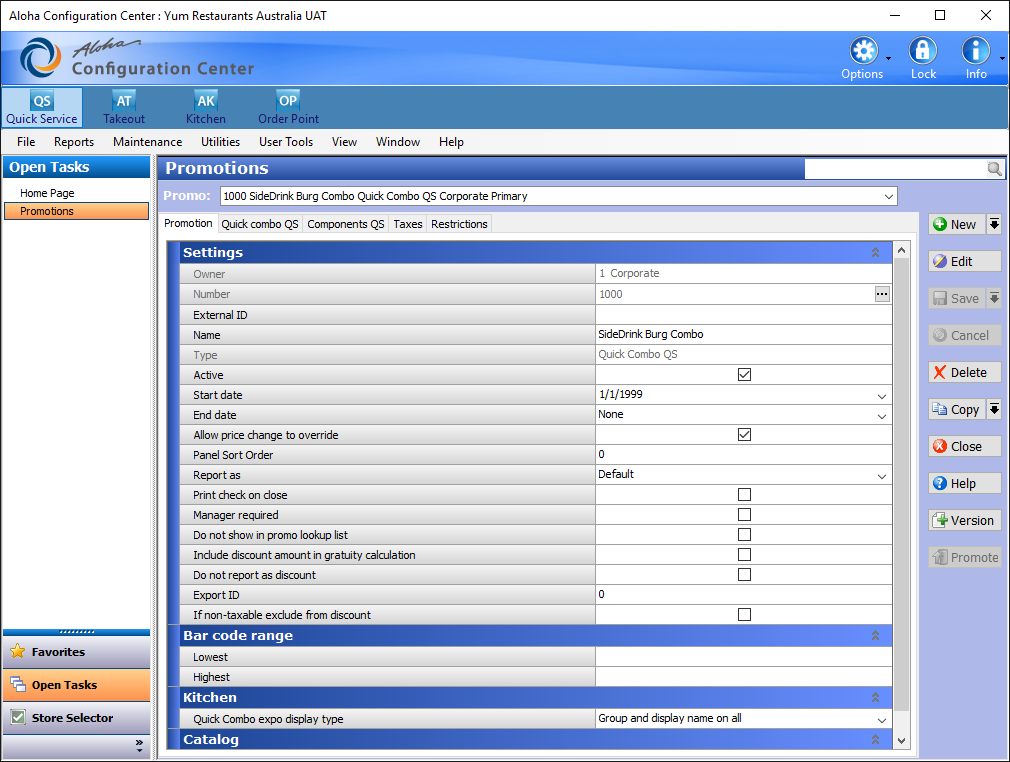 Aloha Configuration Center : Yum Restaurants Australia UAT
Aloha
Configuration Center
Options
Lock
Info
QS
Quick Service
AT
Takeout
AK
Kitchen
OP
Order Point
File Reports Maintenance Utilities User Tools View Window Help
Open Tasks
Home Page
Promotions
Favorites
Open Tasks
Store Selector
Promotions
Promo: 1000 SideDrink Burg Combo Quick Combo QS Corporate Primary
Promotion Quick combo QS Components QS Taxes Restrictions
Settings
Owner 1 Corporate
Number 1000
External ID
Name SideDrink Burg Combo
Type Quick Combo QS
Active
Start date 1/1/1999
End date None
Allow price change to override
Panel Sort Order 0
Report as Default
Print check on close
Manager required
Do not show in promo lookup list
Include discount amount in gratuity calculation
Do not report as discount
Export ID 0
If non-taxable exclude from discount
Bar code range
Lowest
Highest
Kitchen
Quick Combo expo display type Group and display name on all
Catalog
New
Edit
Save
Cancel
Delete
Copy
Close
Help
Version
Promote